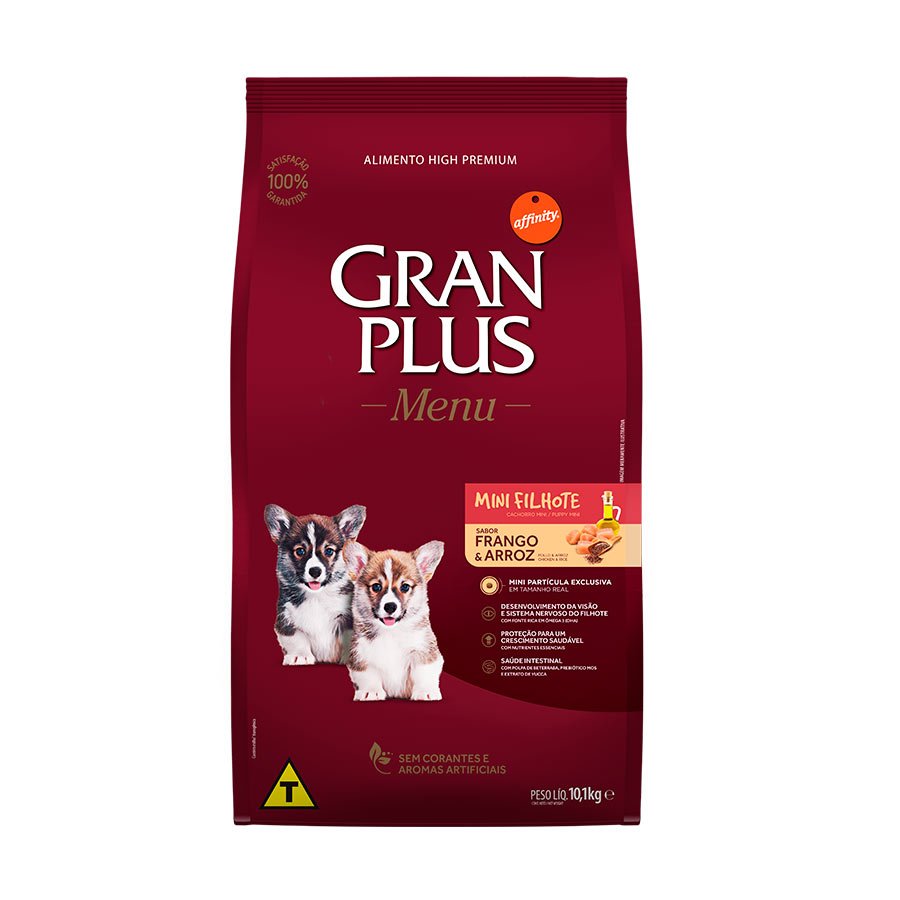 ALIMENTO HIGH PREMIUM
SATISFAÇÃO
100%
GARANTIDA
affinity
GRAN
PLUS
Menu
IMAGEM MERAMENTE ILUSTRATIVA
MINI FILHOTE
CACHORRO MINI / PUPPY MINI
SABOR
FRANGO
& ARROZ
POLLO & ARROZ
CHICKEN & RICE
MINI PARTÍCULA EXCLUSIVA
EM TAMANHO REAL
DESENVOLVIMENTO DA VISÃO
E SISTEMA NERVOSO DO FILHOTE
COM FONTE RICA EM ÔMEGA 3 (DHA)
PROTEÇÃO PARA UM
CRESCIMENTO SAUDÁVEL
COM NUTRIENTES ESSENCIAIS
SAÚDE INTESTINAL
COM POLPA DE BETERRABA, PREBIÓTICO MOS
E EXTRATO DE YUCCA
SEM CORANTES E
AROMAS ARTIFICIAIS
T
PESO LÍQ. 10,1kg e